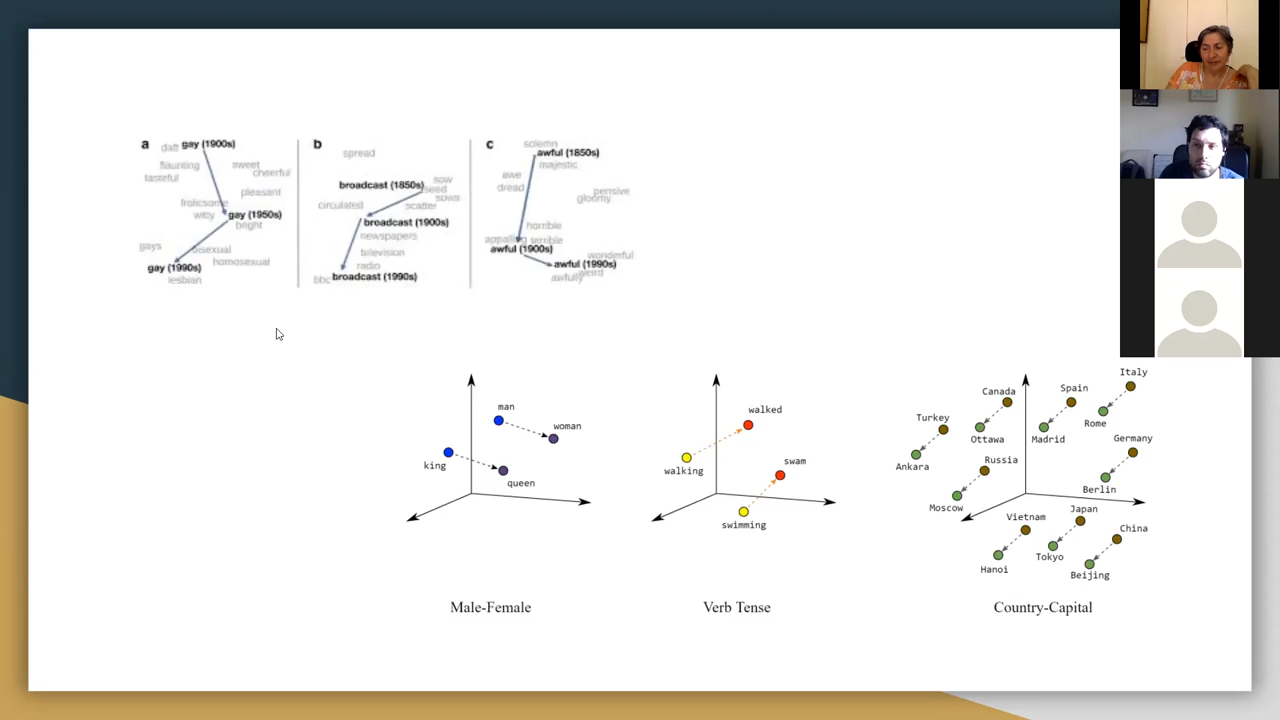 a
daft gay (1900s)
flaunting sweet
tasteful cheerful
pleasant
frolicsome
witty gay (1950s)
bright
gays bisexual
gay (1990s) homosexual
lesbian
b
spread
broadcast (1850s) sow
seed
circulated scatter sows
broadcast (1900s)
newspapers
television
radio
bbc broadcast (1990s)
c
solemn
awful (1850s)
majestic
awe
dread pensive
gloomy
horrible
appalling terrible
awful (1900s) wonderful
awful (1990s)
awfully weird
man
woman
king
queen
Male-Female
walked
walking
swam
swimming
Verb Tense
Italy
Canada Spain
Turkey Rome
Ottawa Madrid Germany
Ankara Russia
Berlin
Moscow
Vietnam Japan
China
Hanoi Tokyo
Beijing
Country-Capital